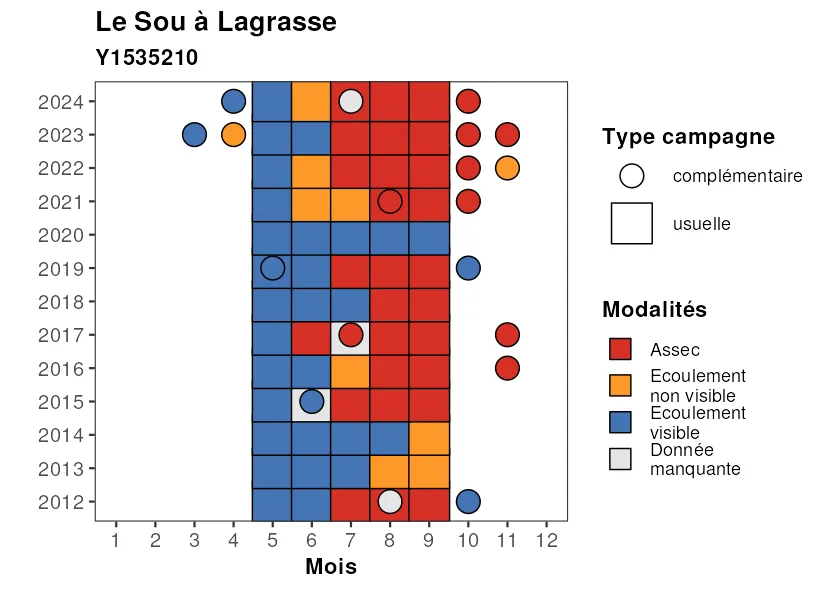 Le Sou à Lagrasse
Y1535210
2024
2023
2022
2021
2020
2019
2018
2017
2016
2015
2014
2013
2012
1 2 3 4 5 6 7 8 9 10 11 12
Mois
Type campagne
complémentaire
usuelle
Modalités
Assec
Ecoulement
non visible
Ecoulement
visible
Donnée
manquante